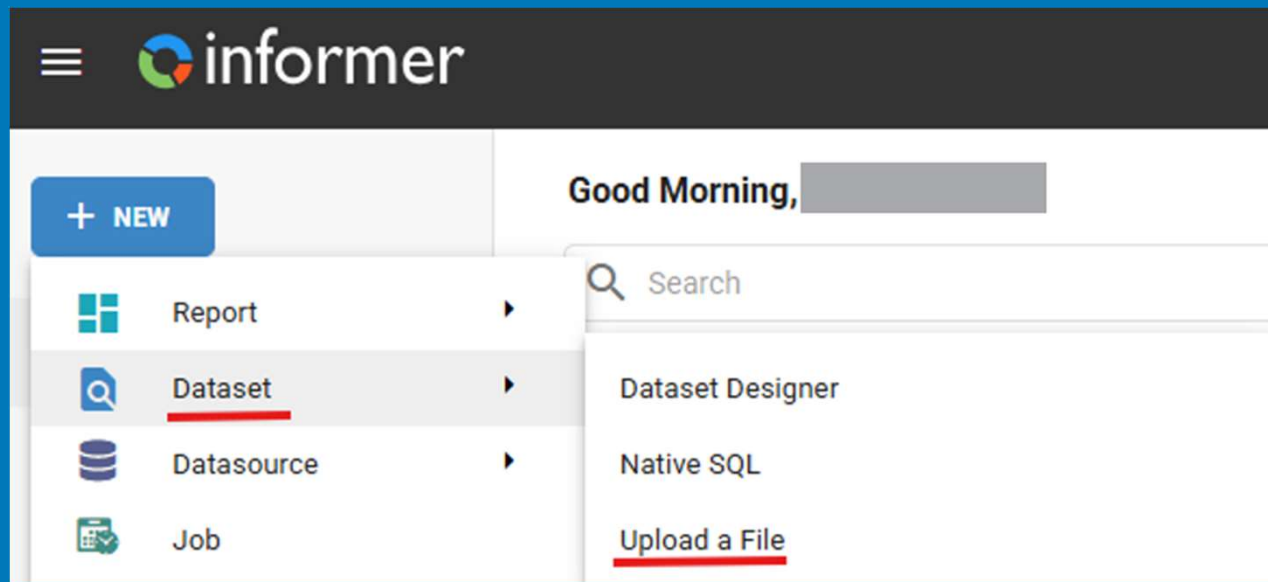 informer
+ NEW
Good Morning,
Search
Report
Dataset
Datasource
Job
Dataset Designer
Native SQL
Upload a File